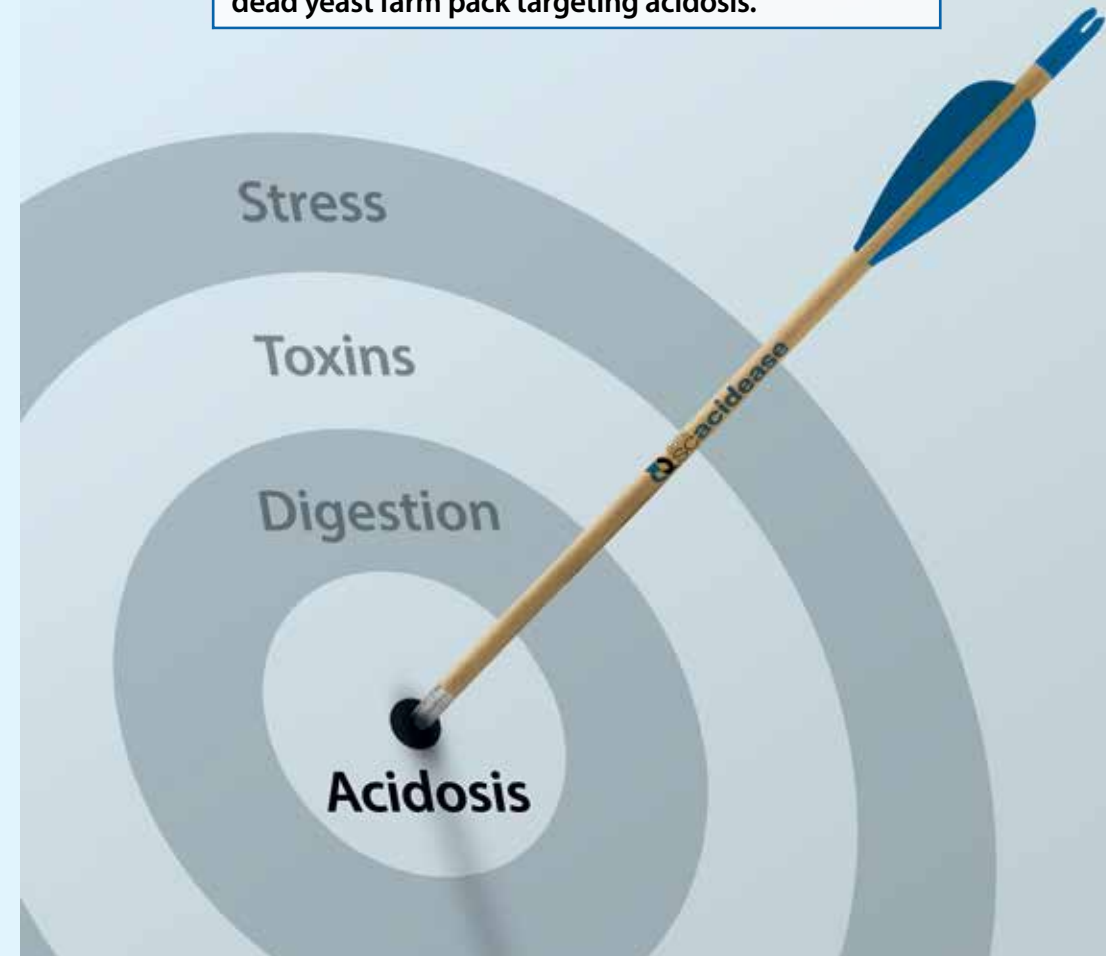 dead yeast farm pack targeting acidosis.
Stress
Toxins
scacidease
Digestion
Acidosis